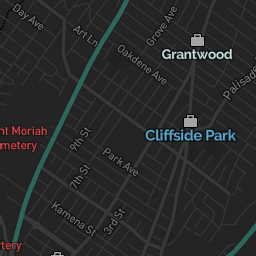 Day Ave
Art Ln
Grove Ave
Oakdene Ave
Grantwood
Cliffside Park
9th St
7th St
Park Ave
3rd St
Kamena St
nt Moriah
metery
Palisad
tery